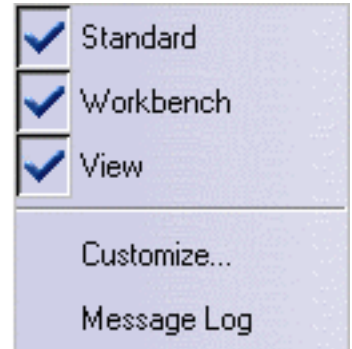 Standard
Workbench
View
Customize...
Message Log